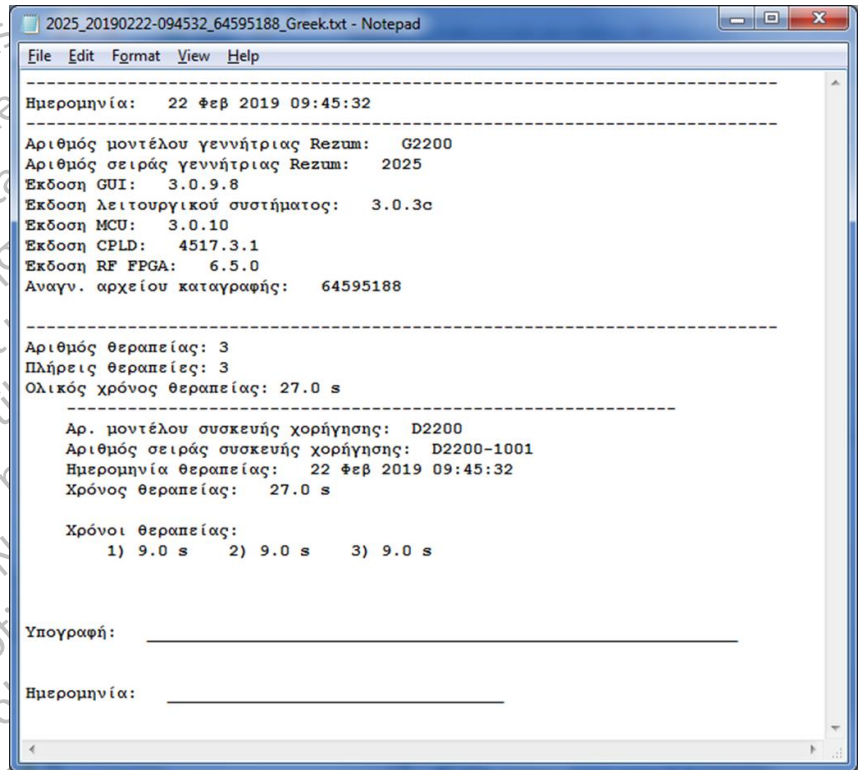 2025_20190222-094532_64595188_Greek.txt - Notepad
File Edit Format View Help
--------------------------------------------------------------------------
Ημερομηνία: 22 Φεβ 2019 09:45:32
--------------------------------------------------------------------------
Αριθμός μοντέλου γεννήτριας Rezum: G2200
Αριθμός σειράς γεννήτριας Rezum: 2025
Έκδοση GUI: 3.0.9.8
Έκδοση λειτουργικού συστήματος: 3.0.3c
Έκδοση MCU: 3.0.10
Έκδοση CPLD: 4517.3.1
Έκδοση RF FPGA: 6.5.0
Αναγν. αρχείου καταγραφής: 64595188
--------------------------------------------------------------------------
Αριθμός θεραπείας: 3
Πλήρεις θεραπείες: 3
Ολικός χρόνος θεραπείας: 27.0 s
------------------------------------------------------------
Αρ. μοντέλου συσκευής χορήγησης: D2200
Αριθμός σειράς συσκευής χορήγησης: D2200-1001
Ημερομηνία θεραπείας: 22 Φεβ 2019 09:45:32
Χρόνος θεραπείας: 27.0 s
Χρόνοι θεραπείας:
1) 9.0 s 2) 9.0 s 3) 9.0 s
Υπογραφή: __________________________________________________________
Ημερομηνία: _________________________________